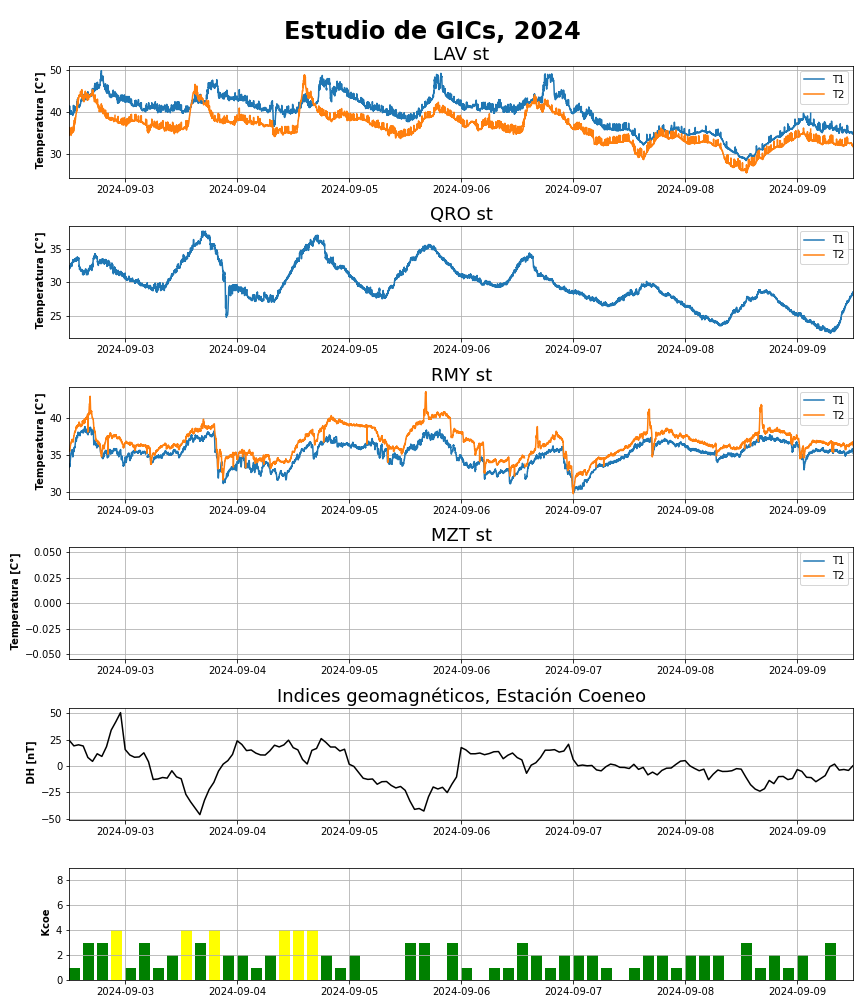 Estudio de GICs, 2024
LAV st
Temperatura [C°]
50
40
30
T1
T2
2024-09-03 2024-09-04 2024-09-05 2024-09-06 2024-09-07 2024-09-08 2024-09-09
QRO st
Temperatura [C°]
35
30
25
T1
T2
2024-09-03 2024-09-04 2024-09-05 2024-09-06 2024-09-07 2024-09-08 2024-09-09
RMY st
Temperatura [C°]
40
35
30
T1
T2
2024-09-03 2024-09-04 2024-09-05 2024-09-06 2024-09-07 2024-09-08 2024-09-09
MZT st
Temperatura [C°]
0.050
0.025
0.000
−0.025
−0.050
T1
T2
2024-09-03 2024-09-04 2024-09-05 2024-09-06 2024-09-07 2024-09-08 2024-09-09
Indices geomagnéticos, Estación Coeneo
DH [nT]
50
25
0
−25
−50
2024-09-03 2024-09-04 2024-09-05 2024-09-06 2024-09-07 2024-09-08 2024-09-09
Kcoe
8
6
4
2
0
2024-09-03 2024-09-04 2024-09-05 2024-09-06 2024-09-07 2024-09-08 2024-09-09